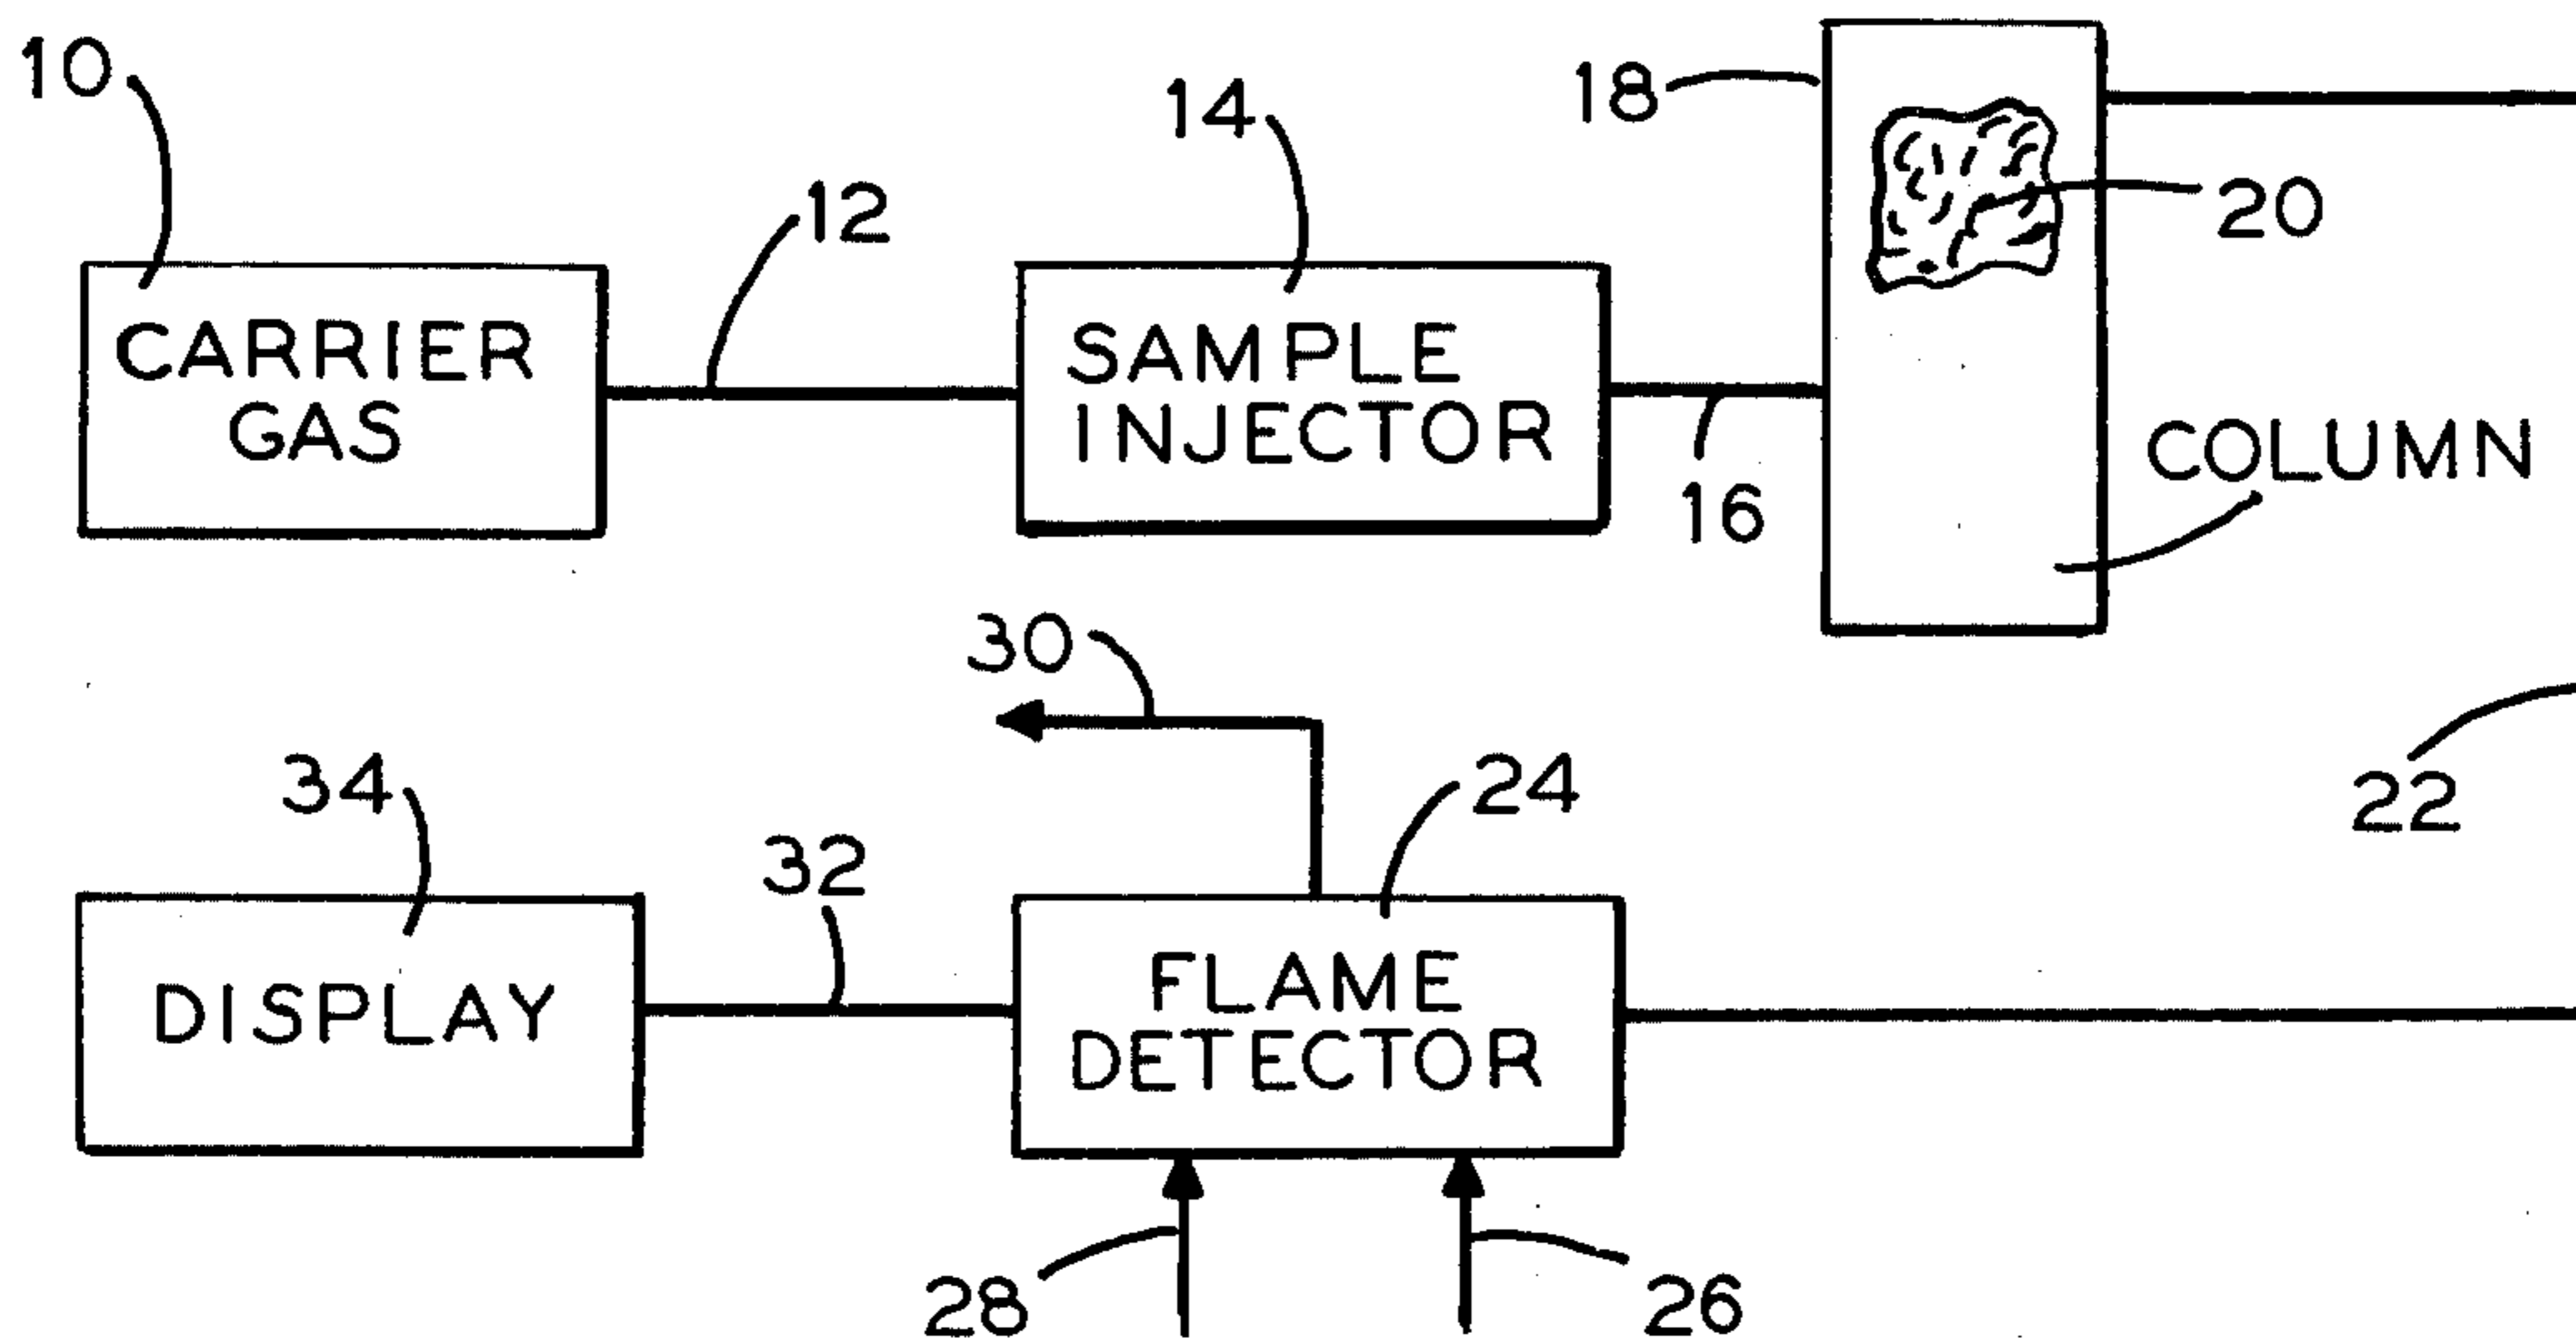 10
14
18
12
20
CARRIER
GAS
SAMPLE
INJECTOR
16
COLUMN
30
34
32
24
22
DISPLAY
FLAME
DETECTOR
28
26